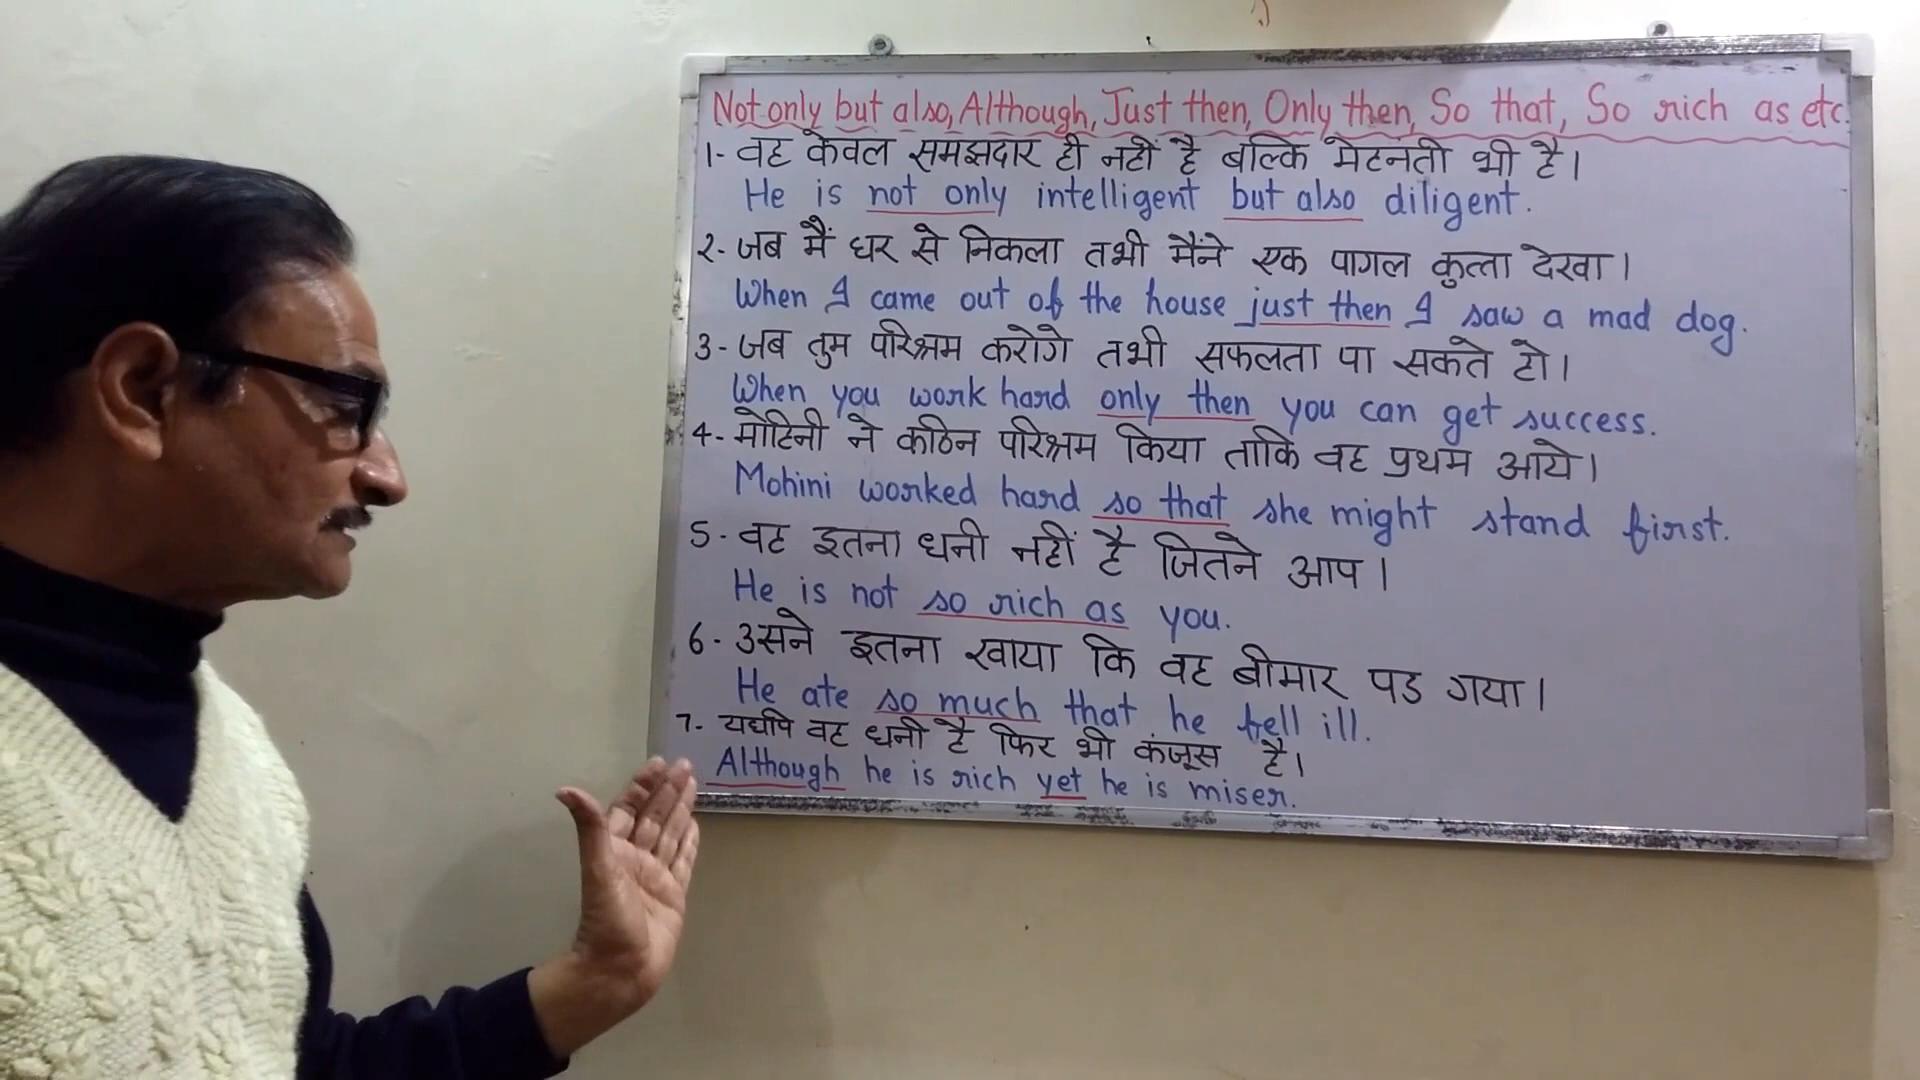 Not only but also, Although, Just then, Only then, So that, So rich as etc.
1- वह केवल समझदार ही नहीं है बल्कि मेहनती भी है।
He is not only intelligent but also diligent.
2- जब मैं घर से निकला तभी मैंने एक पागल कुत्ता देखा।
When I came out of the house just then I saw a mad dog.
3- जब तुम परिश्रम करोगे तभी सफलता पा सकते हो।
When you work hard only then you can get success.
4- मोहिनी ने कठिन परिश्रम किया ताकि वह प्रथम आये।
Mohini worked hard so that she might stand first.
5- वह इतना धनी नहीं है जितने आप।
He is not so rich as you.
6- उसने इतना खाया कि वह बीमार पड गया।
He ate so much that he fell ill.
7- यद्यपि वह धनी है फिर भी कंजूस है।
Although he is rich yet he is miser.